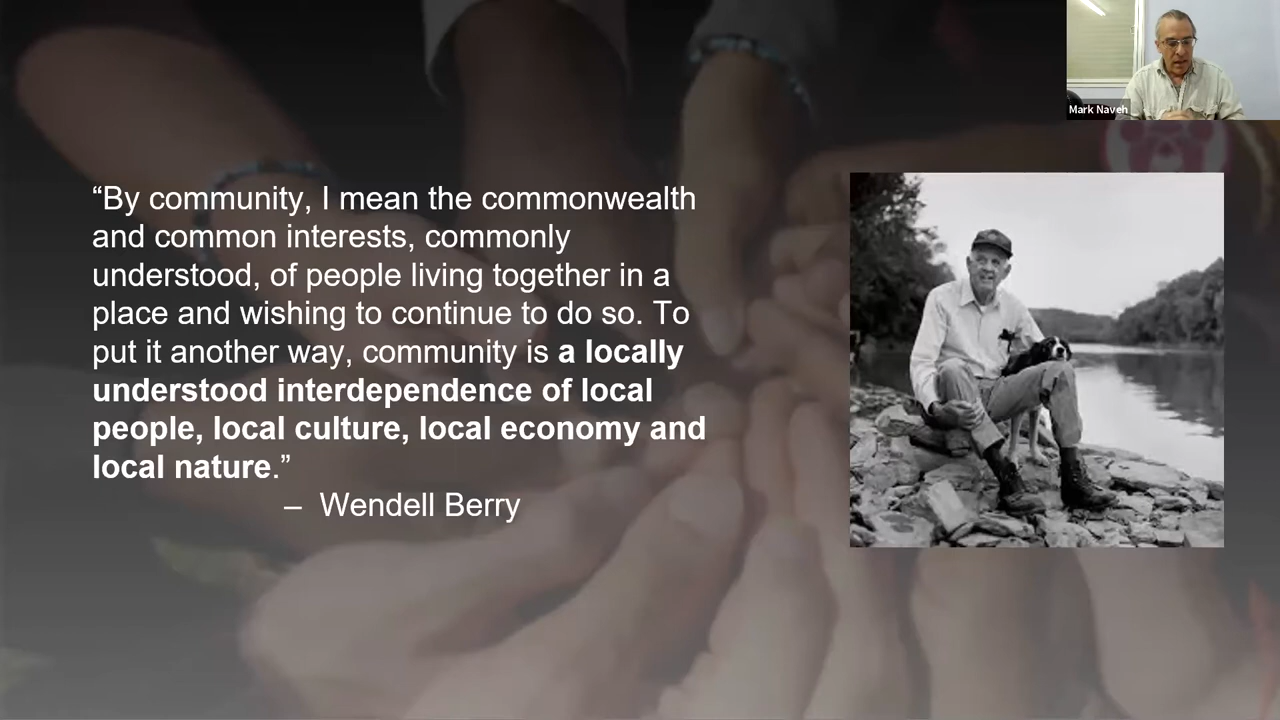 Mark Naveh
“By community, I mean the commonwealth
and common interests, commonly
understood, of people living together in a
place and wishing to continue to do so. To
put it another way, community is a locally
understood interdependence of local
people, local culture, local economy and
local nature.”
– Wendell Berry